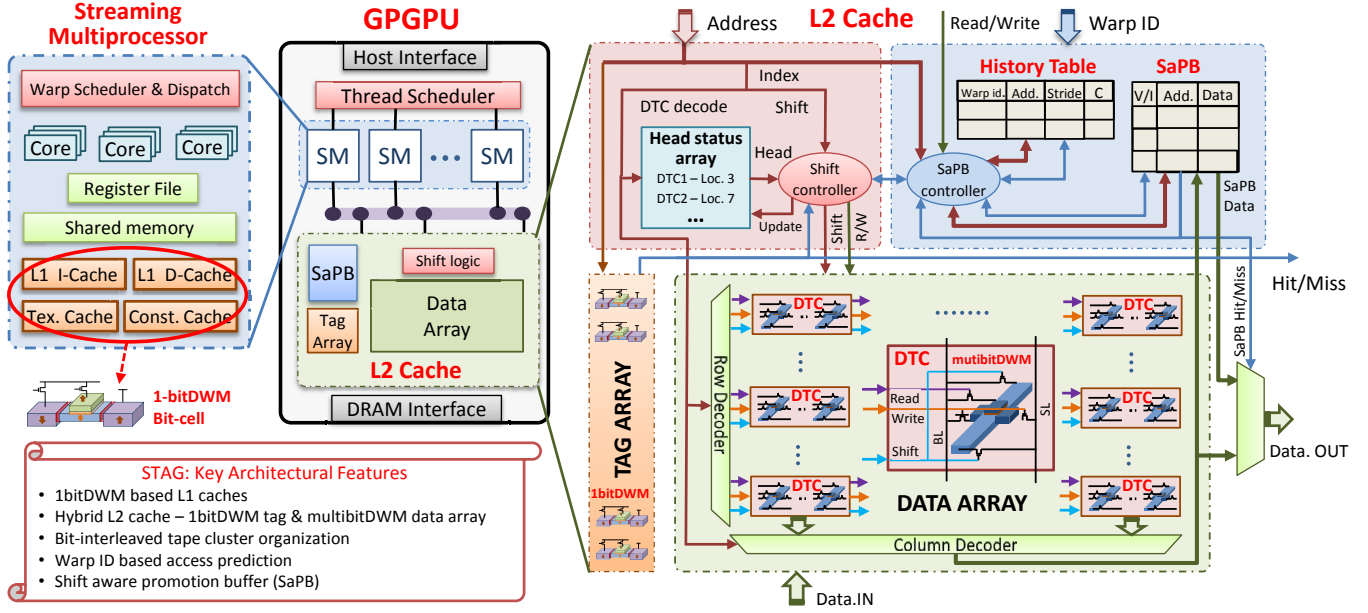 Streaming
Multiprocessor
Warp Scheduler & Dispatch
Core
Core
Core
Register File
Shared memory
L1 I-Cache
L1 D-Cache
Tex. Cache
Const. Cache
1-bitDWM
Bit-cell
GPGPU
Host Interface
Thread Scheduler
SM
SM
SM
SaPB
Shift logic
Tag
Array
Data
Array
L2 Cache
DRAM Interface
STAG: Key Architectural Features
• 1bitDWM based L1 caches
• Hybrid L2 cache – 1bitDWM tag & multibitDWM data array
• Bit-interleaved tape cluster organization
• Warp ID based access prediction
• Shift aware promotion buffer (SaPB)
Address
L2 Cache
Read/Write
Warp ID
Index
DTC decode
Shift
Head status
array
DTC1 – Loc. 3
DTC2 – Loc. 7
...
Head
Update
Shift
controller
Shift
R/W
SaPB
controller
History Table
Warp id.
Add.
Stride
C
SaPB
V/I
Add.
Data
SaPB
Data
Hit/Miss
SaPB Hit/Miss
TAG ARRAY
1bitDWM
Row Decoder
DTC
DTC
DTC
DTC
DTC
DTC
DTC
mutibitDWM
Read
Write
Shift
BL
SL
DATA ARRAY
Column Decoder
Data.IN
Data. OUT